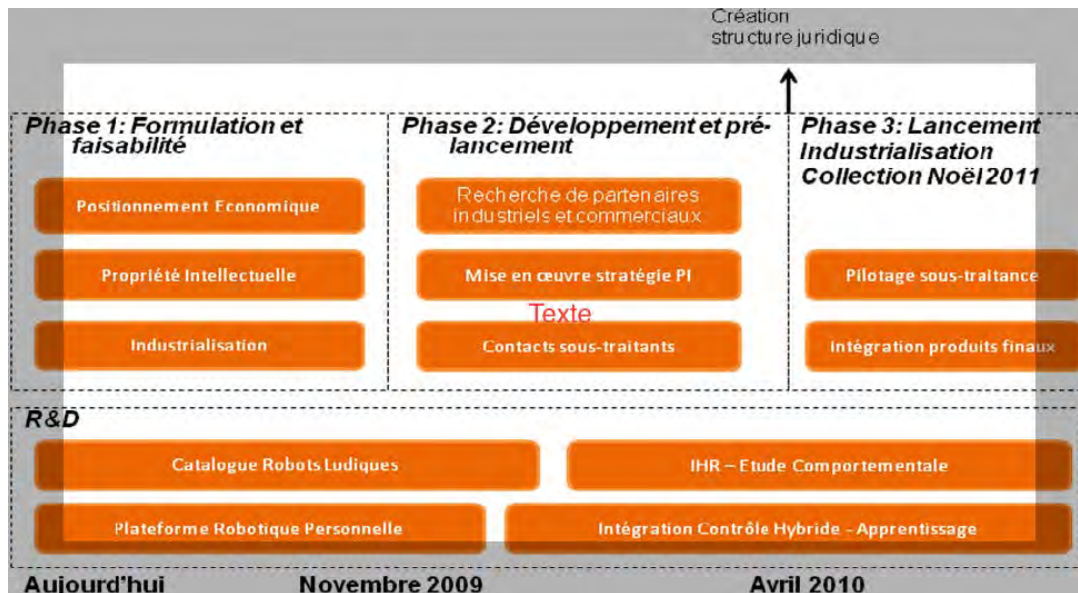 Création
structure juridique
Phase 1: Formulation et
faisabilité
Positionnement Economique
Propriété Intellectuelle
Industrialisation
Phase 2: Développement et pré-
lancement
Recherche de partenaires
industriels et commerciaux
Mise en œuvre stratégie PI
Texte
Contacts sous-traitants
Phase 3: Lancement
Industrialisation
Collection Noël 2011
Pilotage sous-traitance
Intégration produits finaux
R&D
Catalogue Robots Ludiques
IHR – Etude Comportementale
Plateforme Robotique Personnelle
Intégration Contrôle Hybride - Apprentissage
Aujourd'hui
Novembre 2009
Avril 2010